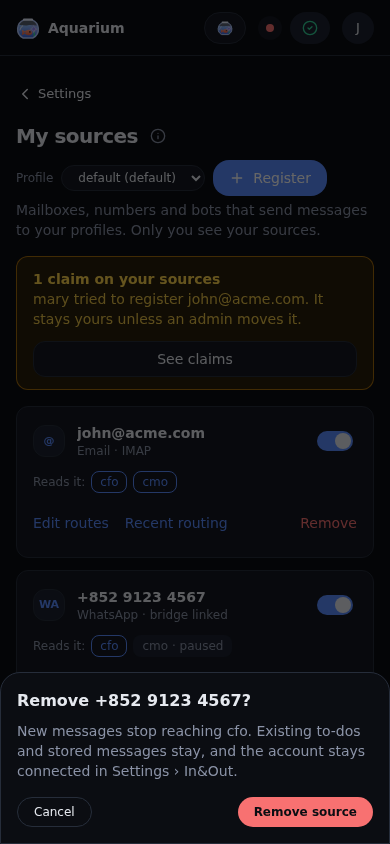 Aquarium
J
Settings
My sources
Profile default (default) + Register
Mailboxes, numbers and bots that send messages
to your profiles. Only you see your sources.
1 claim on your sources
mary tried to register john@acme.com. It
stays yours unless an admin moves it.
See claims
@ john@acme.com
Email · IMAP
Reads it: cfo cmo
Edit routes Recent routing Remove
WA +852 9123 4567
WhatsApp · bridge linked
Reads it: cfo cmo · paused
Remove +852 9123 4567?
New messages stop reaching cfo. Existing to-dos
and stored messages stay, and the account stays
connected in Settings › In&Out.
Cancel Remove source